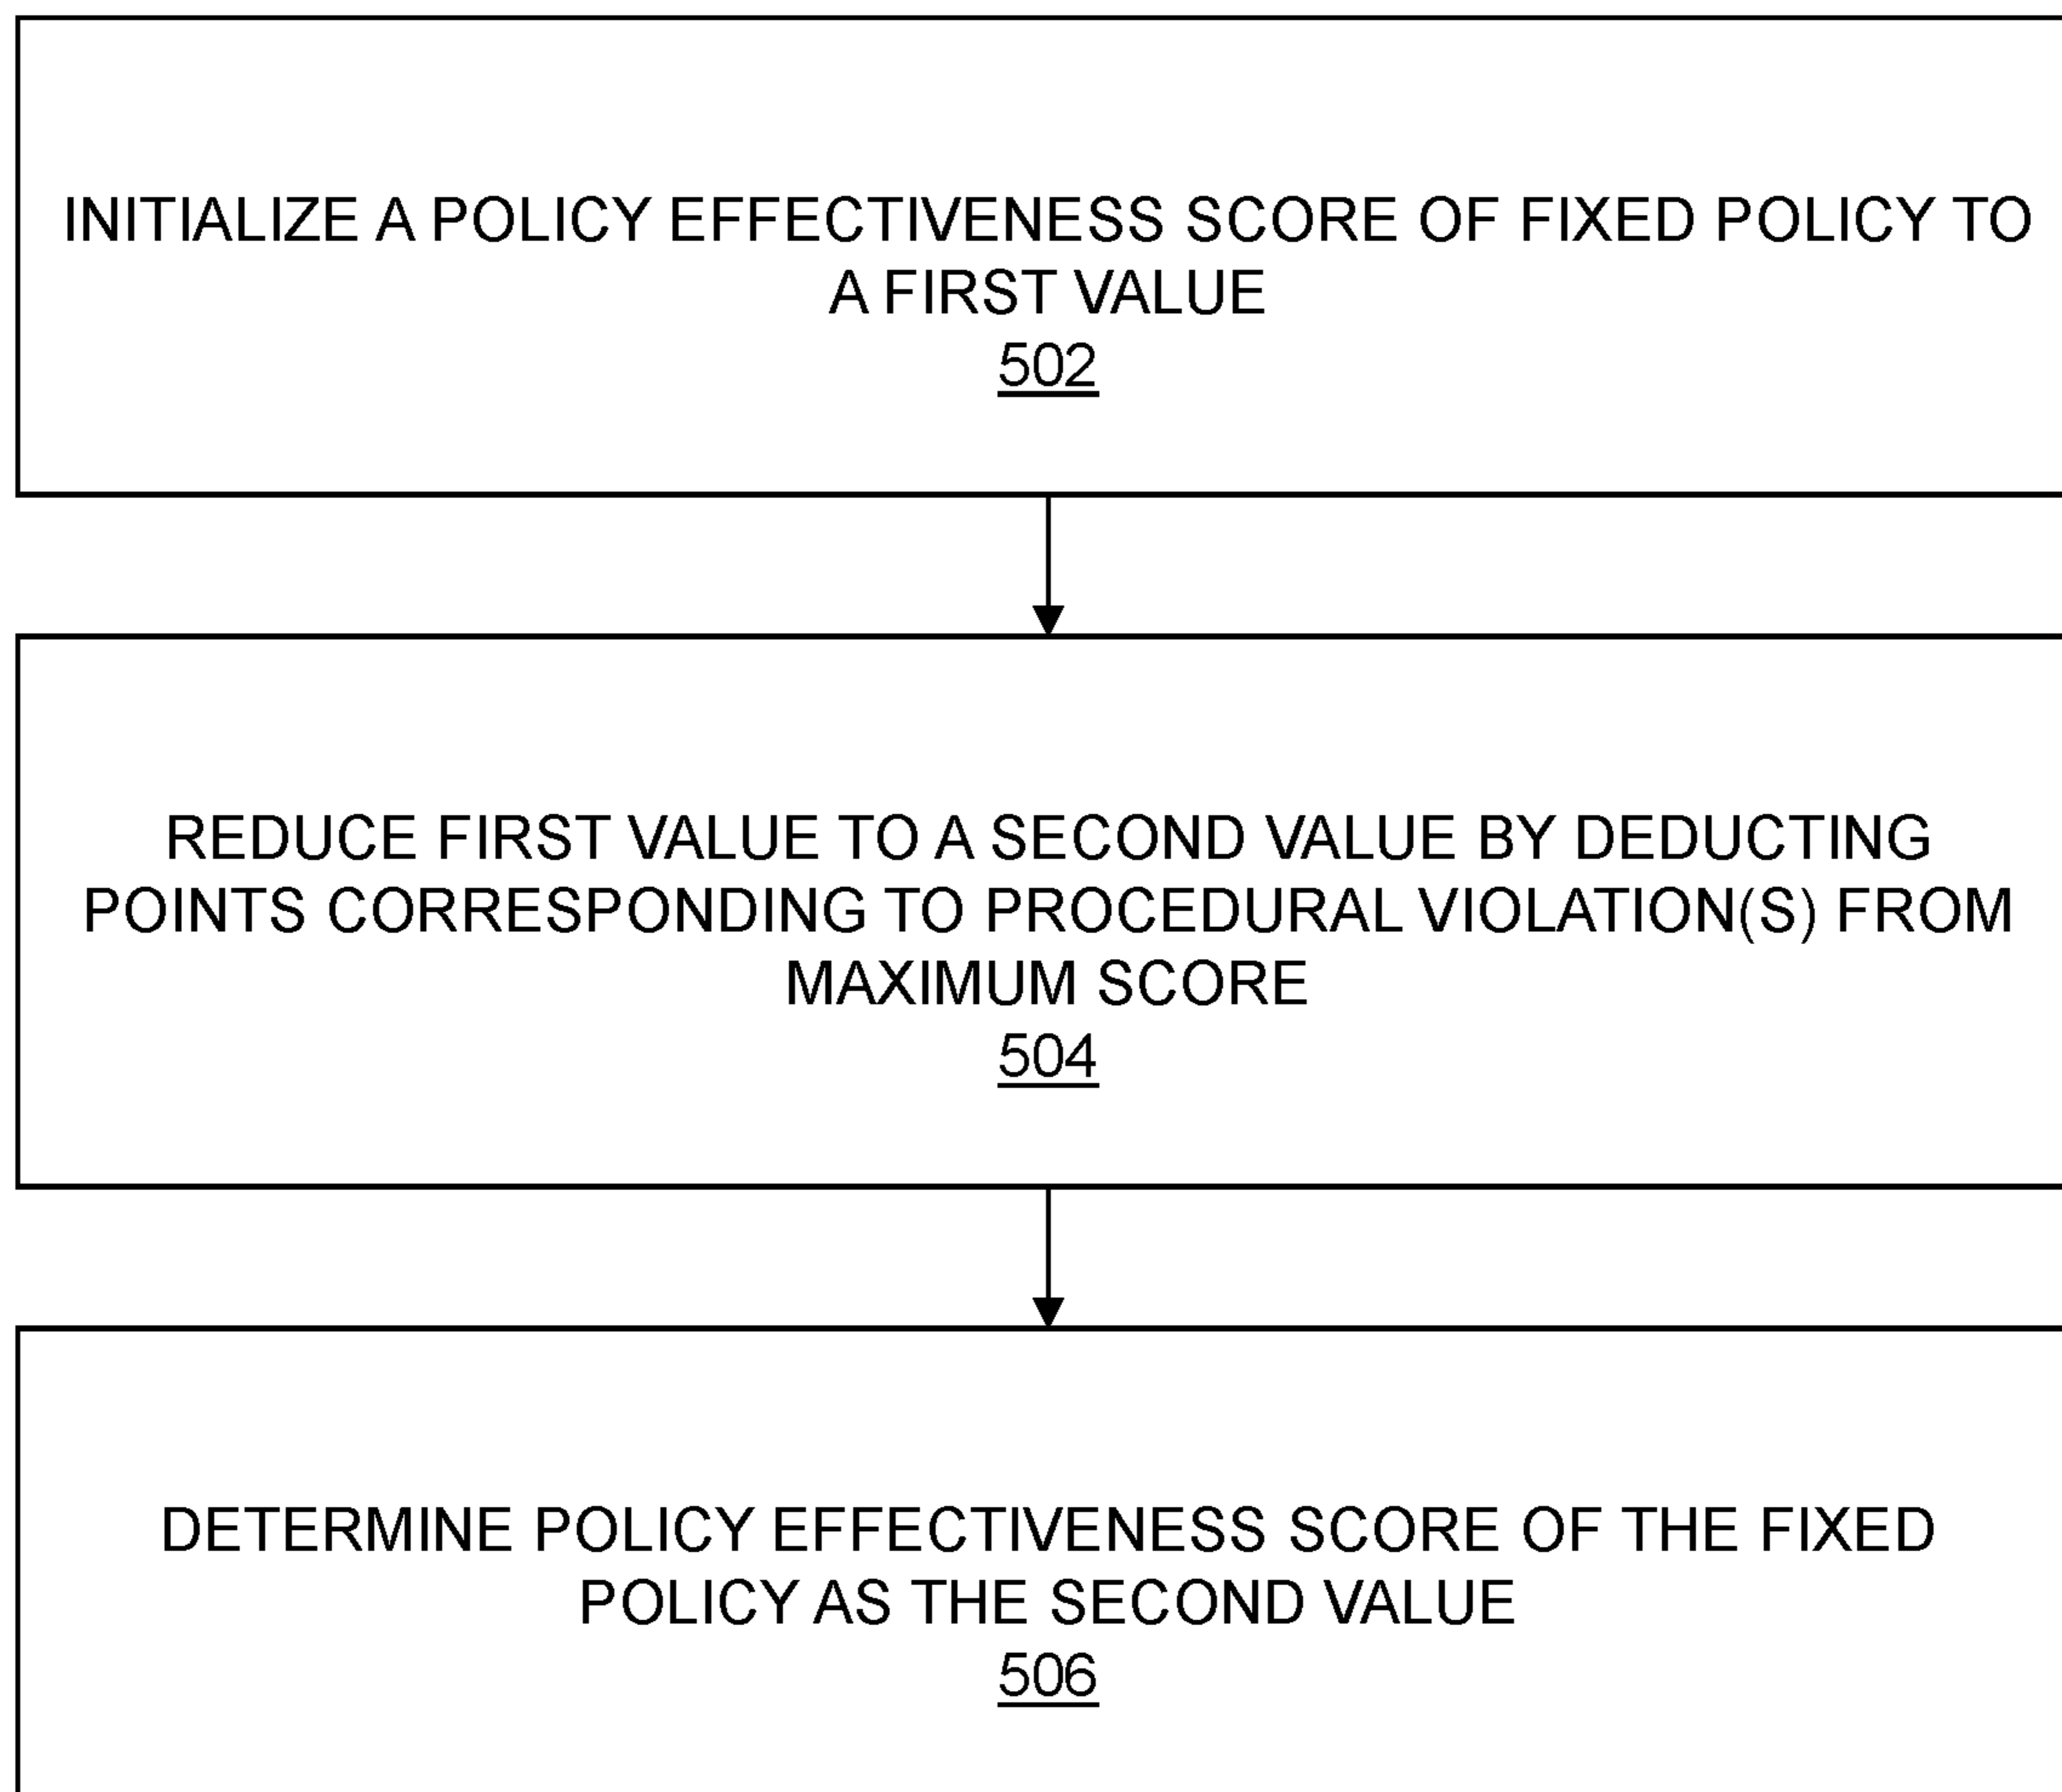 INITIALIZE A POLICY EFFECTIVENESS SCORE OF FIXED POLICY TO
A FIRST VALUE
502
REDUCE FIRST VALUE TO A SECOND VALUE BY DEDUCTING
POINTS CORRESPONDING TO PROCEDURAL VIOLATION(S) FROM
MAXIMUM SCORE
504
DETERMINE POLICY EFFECTIVENESS SCORE OF THE FIXED
POLICY AS THE SECOND VALUE
506